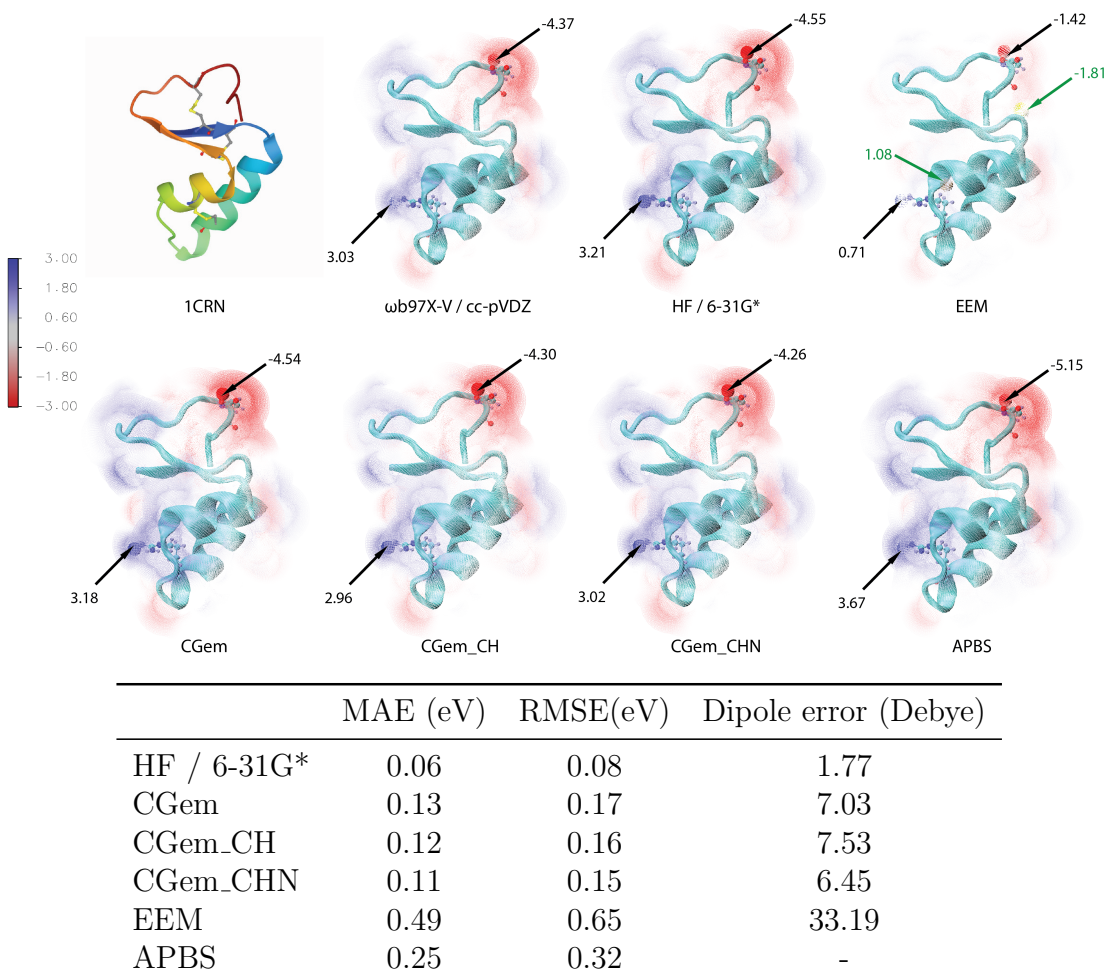 -4.37
-4.55
-1.42
-1.81
1.08
3.03
3.21
0.71
3.00
1.80
0.60
-0.60
-1.80
-3.00
1CRN
ωb97X-V / cc-pVDZ
HF / 6-31G*
EEM
-4.54
-4.30
-4.26
-5.15
3.18
2.96
3.02
3.67
CGem
CGem_CH
CGem_CHN
APBS
MAE (eV) RMSE(eV) Dipole error (Debye)
HF / 6-31G* 0.06 0.08 1.77
CGem 0.13 0.17 7.03
CGem_CH 0.12 0.16 7.53
CGem_CHN 0.11 0.15 6.45
EEM 0.49 0.65 33.19
APBS 0.25 0.32 -